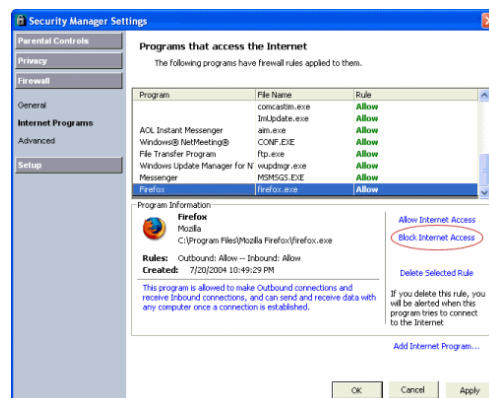 Security Manager Settings
Parental Controls
Privacy
Firewall
General
Internet Programs
Advanced
Setup
Programs that access the Internet
The following programs have firewall rules applied to them.
Program File Name Rule
comcastim.exe Allow
ImUpdate.exe Allow
AOL Instant Messenger aim.exe Allow
Windows® NetMeeting® CONF.EXE Allow
File Transfer Program ftp.exe Allow
Windows Update Manager for N wupdmgr.exe Allow
Messenger MSMSGS.EXE Allow
Firefox firefox.exe Allow
Program Information
Firefox
Mozilla
C:\Program Files\Mozilla Firefox\firefox.exe
Rules: Outbound: Allow -- Inbound: Allow
Created: 7/20/2004 10:49:29 PM
This program is allowed to make Outbound connections and
receive Inbound connections, and can send and receive data with
any computer once a connection is established.
Allow Internet Access
Block Internet Access
Delete Selected Rule
If you delete this rule, you
will be alerted when this
program tries to connect
to the Internet
Add Internet Program...
OK Cancel Apply